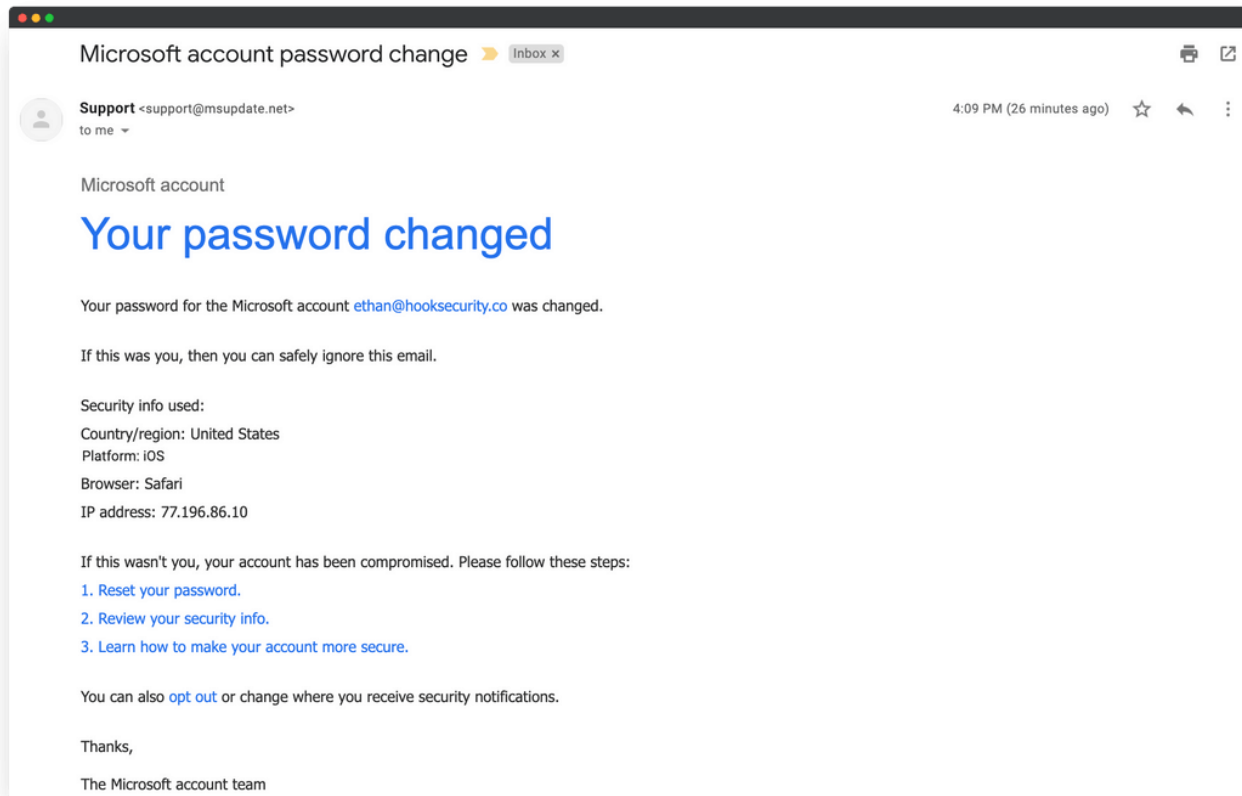 Microsoft account password change Inbox ×
Support <support@msupdate.net> 4:09 PM (26 minutes ago)
to me
Microsoft account
Your password changed
Your password for the Microsoft account ethan@hooksecurity.co was changed.
If this was you, then you can safely ignore this email.
Security info used:
Country/region: United States
Platform: iOS
Browser: Safari
IP address: 77.196.86.10
If this wasn't you, your account has been compromised. Please follow these steps:
1. Reset your password.
2. Review your security info.
3. Learn how to make your account more secure.
You can also opt out or change where you receive security notifications.
Thanks,
The Microsoft account team